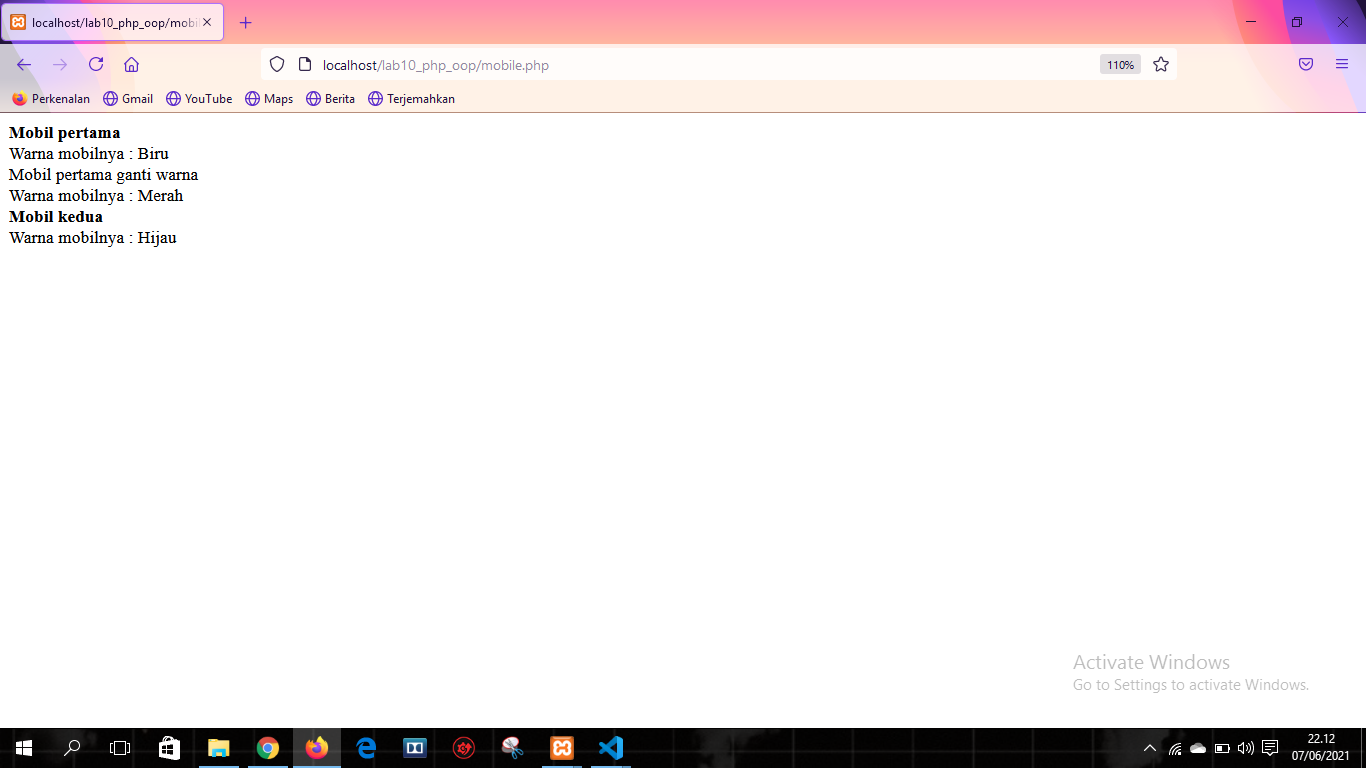 localhost/lab10_php_oop/mobil
localhost/lab10_php_oop/mobile.php
110%
Perkenalan
Gmail
YouTube
Maps
Berita
Terjemahkan
Mobil pertama
Warna mobilnya : Biru
Mobil pertama ganti warna
Warna mobilnya : Merah
Mobil kedua
Warna mobilnya : Hijau
Activate Windows
Go to Settings to activate Windows.
22.12
07/06/2021